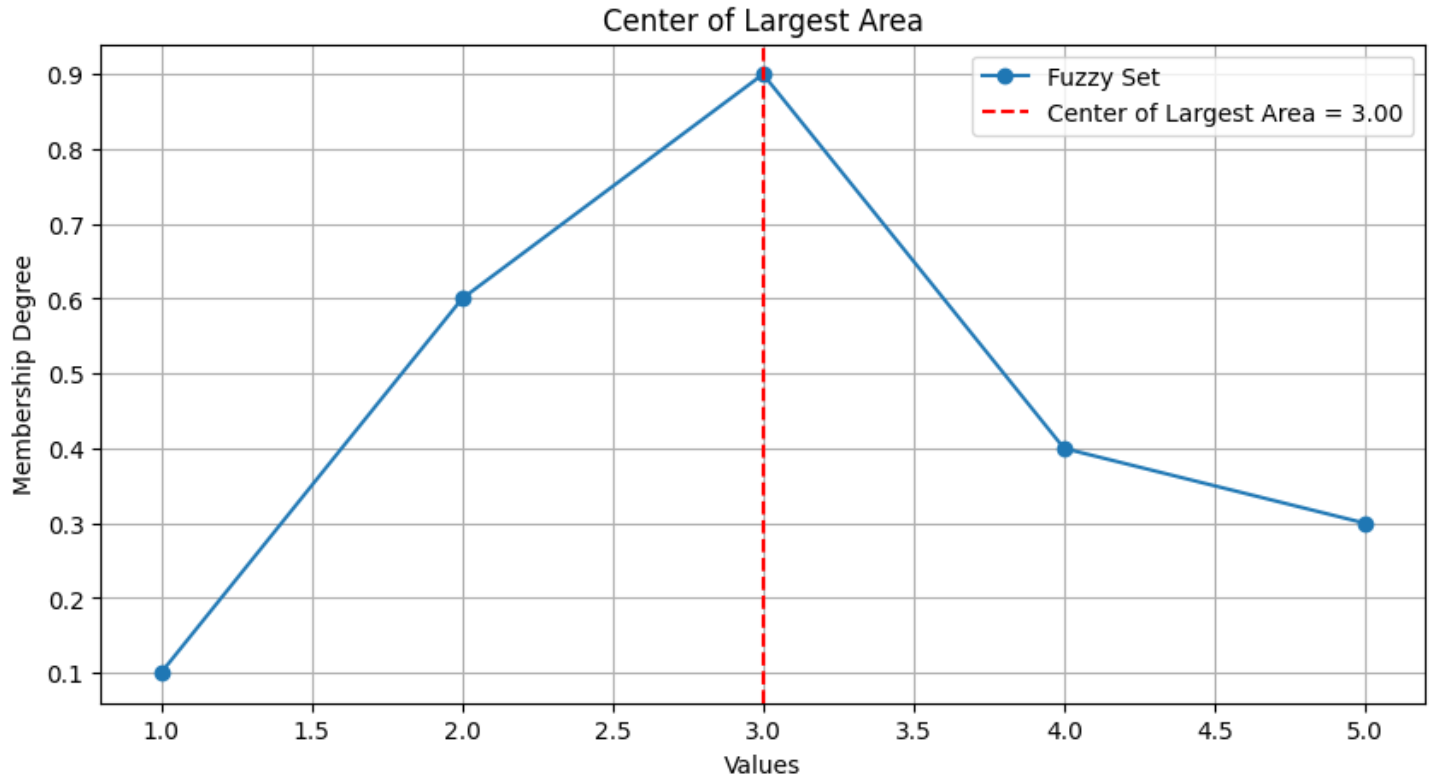 Center of Largest Area
Fuzzy Set
Center of Largest Area = 3.00
Membership Degree
0.9
0.8
0.7
0.6
0.5
0.4
0.3
0.2
0.1
1.0 1.5 2.0 2.5 3.0 3.5 4.0 4.5 5.0
Values